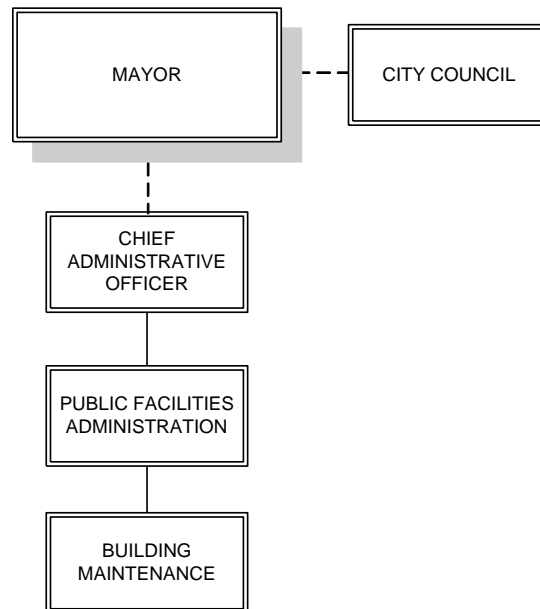 MAYOR
CITY COUNCIL
CHIEF
ADMINISTRATIVE
OFFICER
PUBLIC FACILITIES
ADMINISTRATION
BUILDING
MAINTENANCE